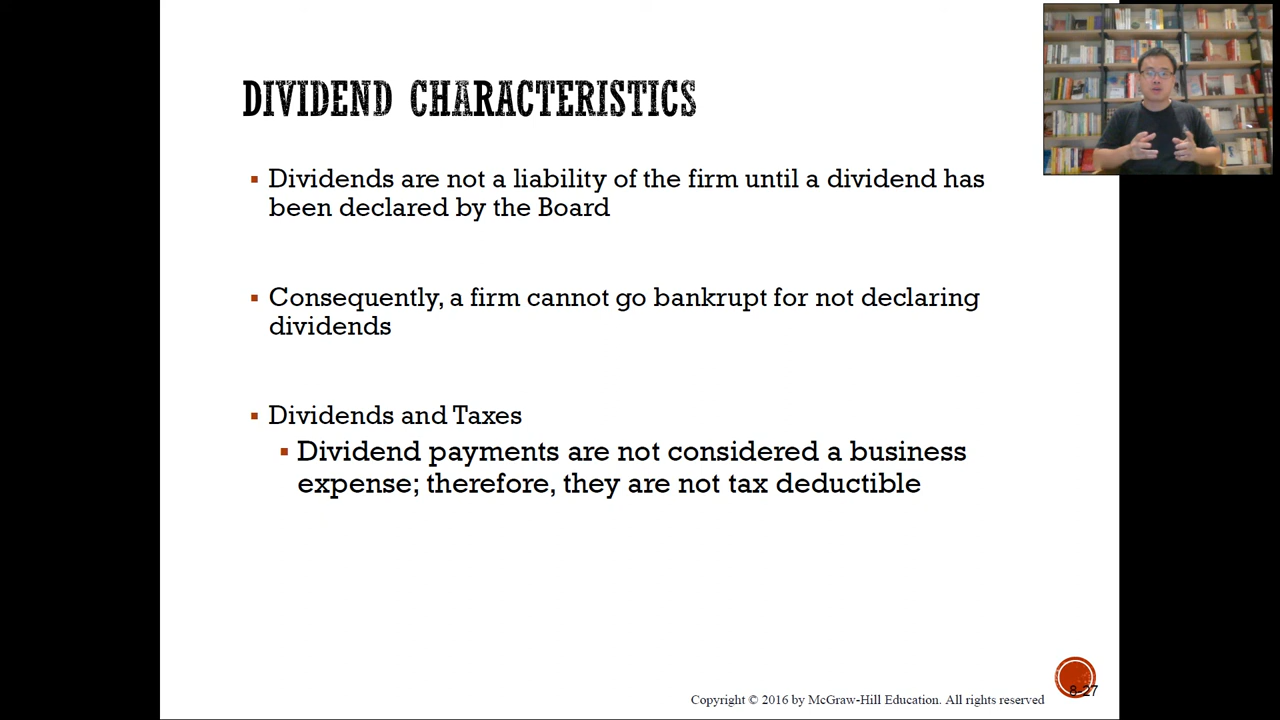 DIVIDEND CHARACTERISTICS
▪ Dividends are not a liability of the firm until a dividend has
been declared by the Board
▪ Consequently, a firm cannot go bankrupt for not declaring
dividends
▪ Dividends and Taxes
▪ Dividend payments are not considered a business
expense; therefore, they are not tax deductible
8-27
Copyright © 2016 by McGraw-Hill Education. All rights reserved